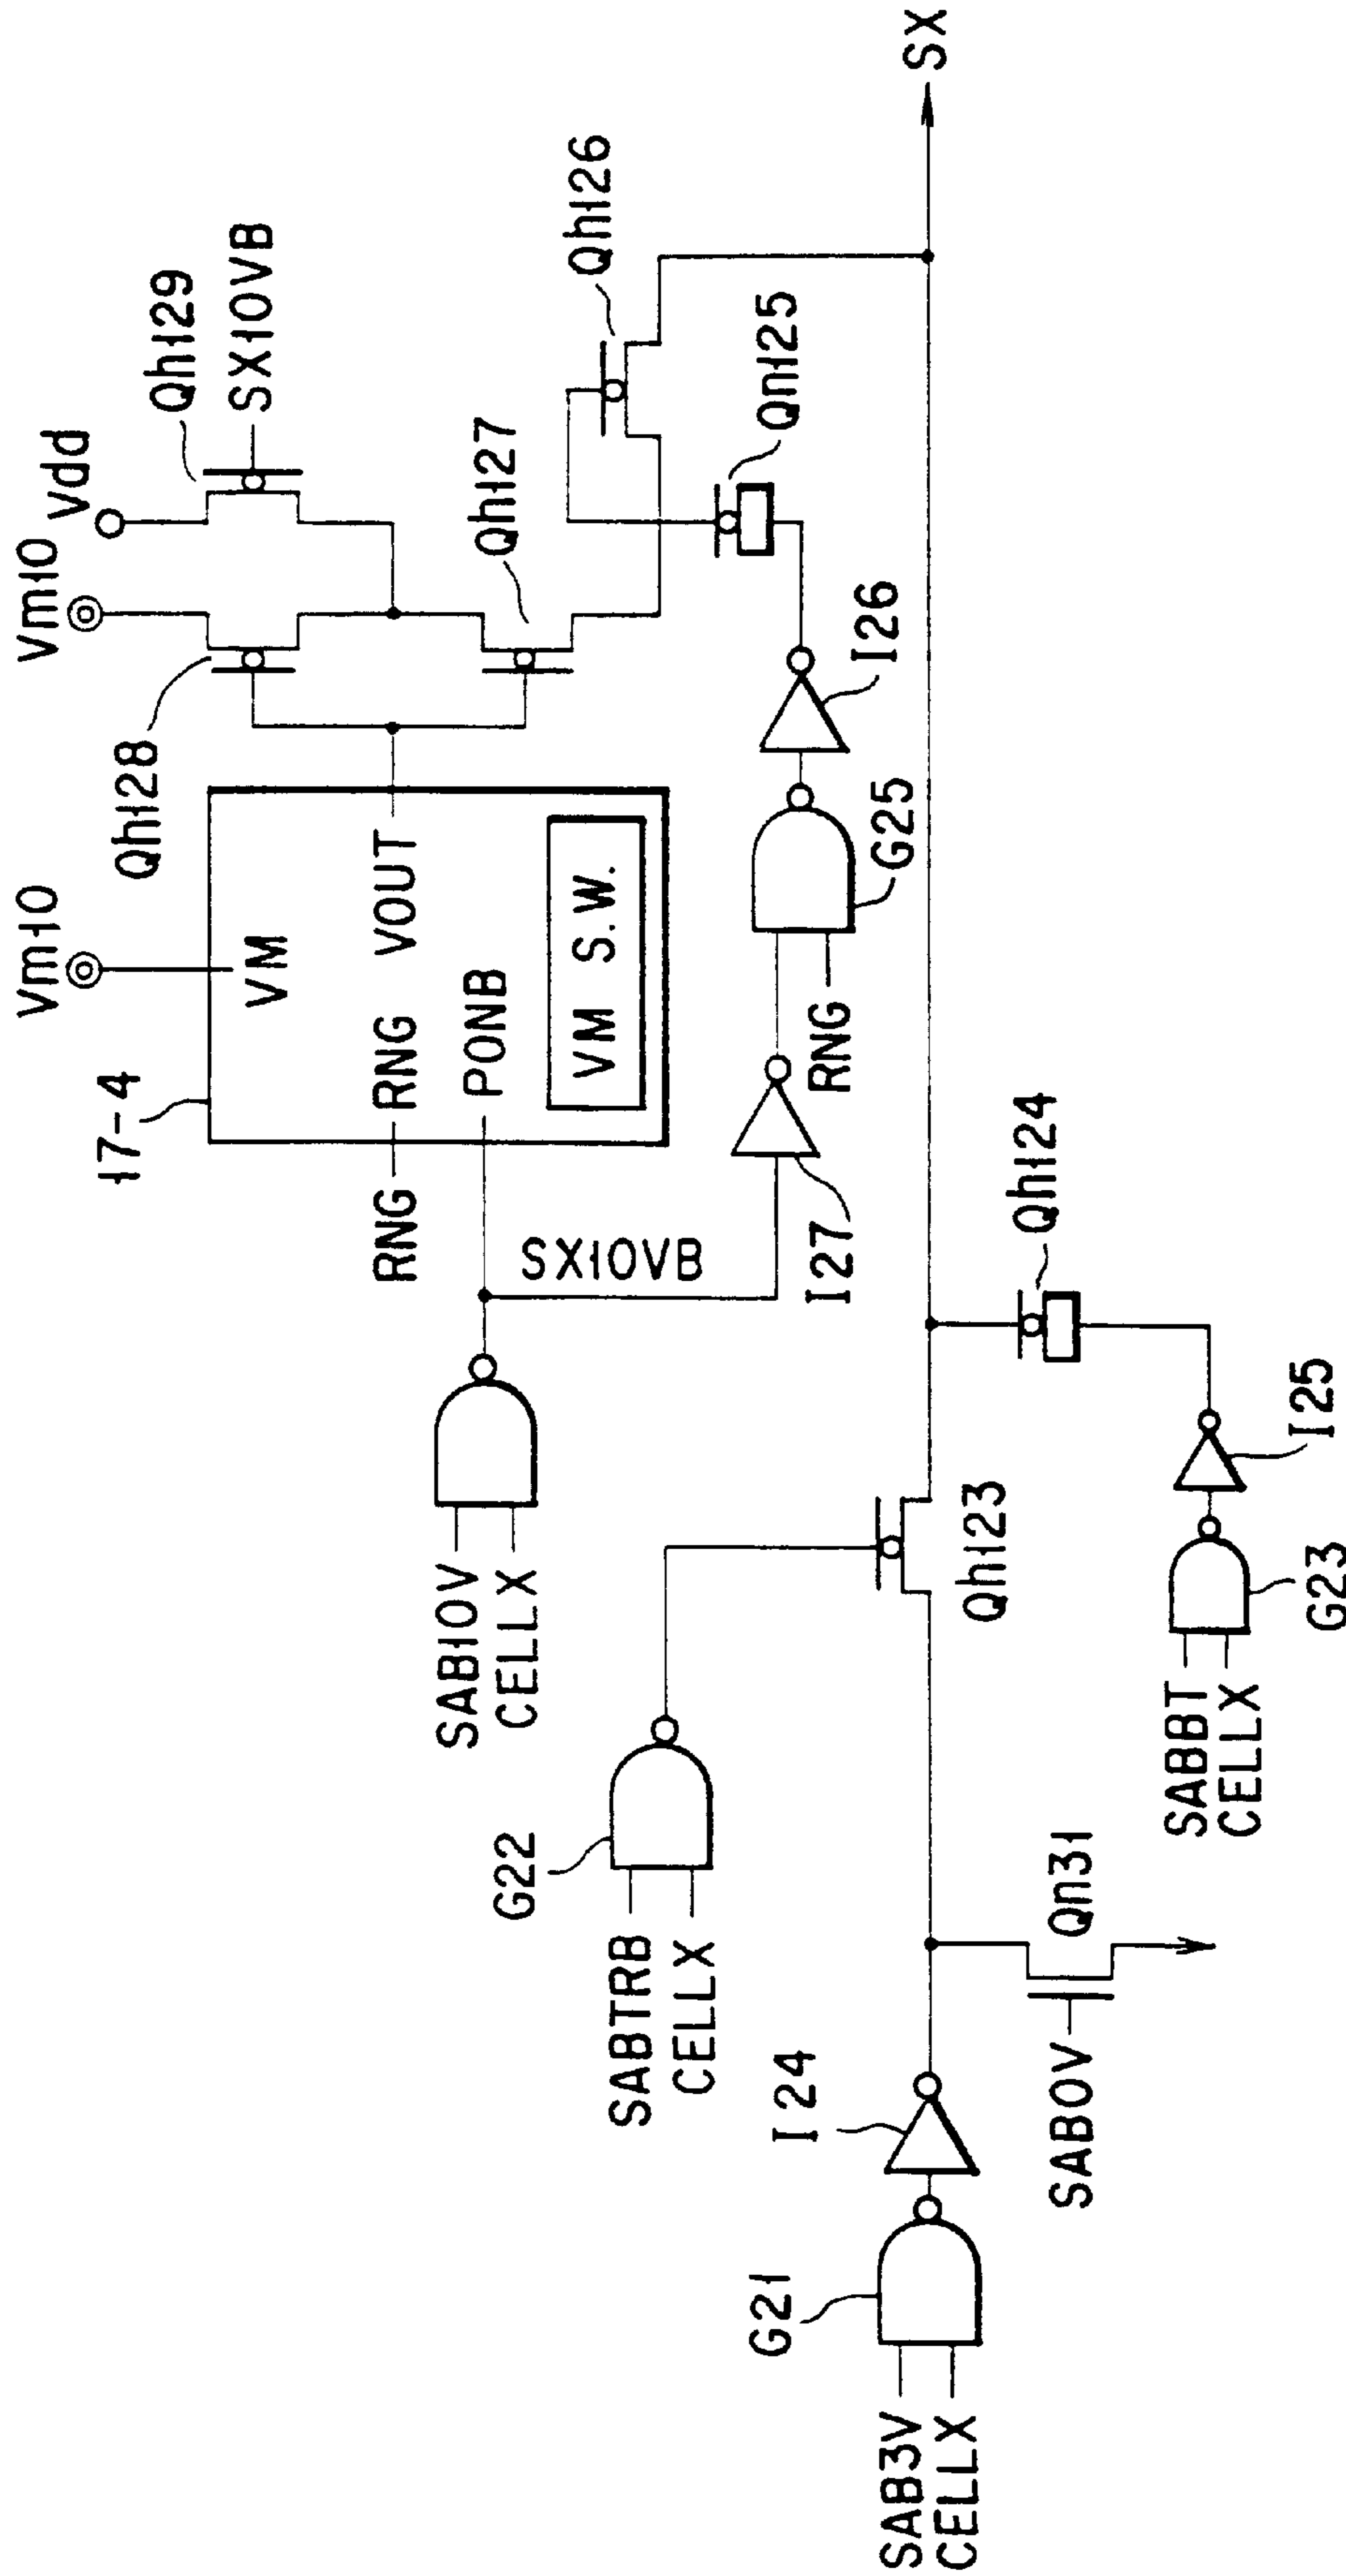 Vm10
Vm10
Vdd
Qh129
SX10VB
Qh128
17-4
VM
RNG
RNG
VOUT
PONB
VM S.W.
Qh127
Qh126
Qn125
SX10VB
SAB10V
CELLX
I27
RNG
G25
I26
SX
G22
SABTRB
CELLX
Qh123
Qh124
I24
G21
SAB3V
CELLX
SAB0V
Qn31
SABBT
CELLX
G23
I25